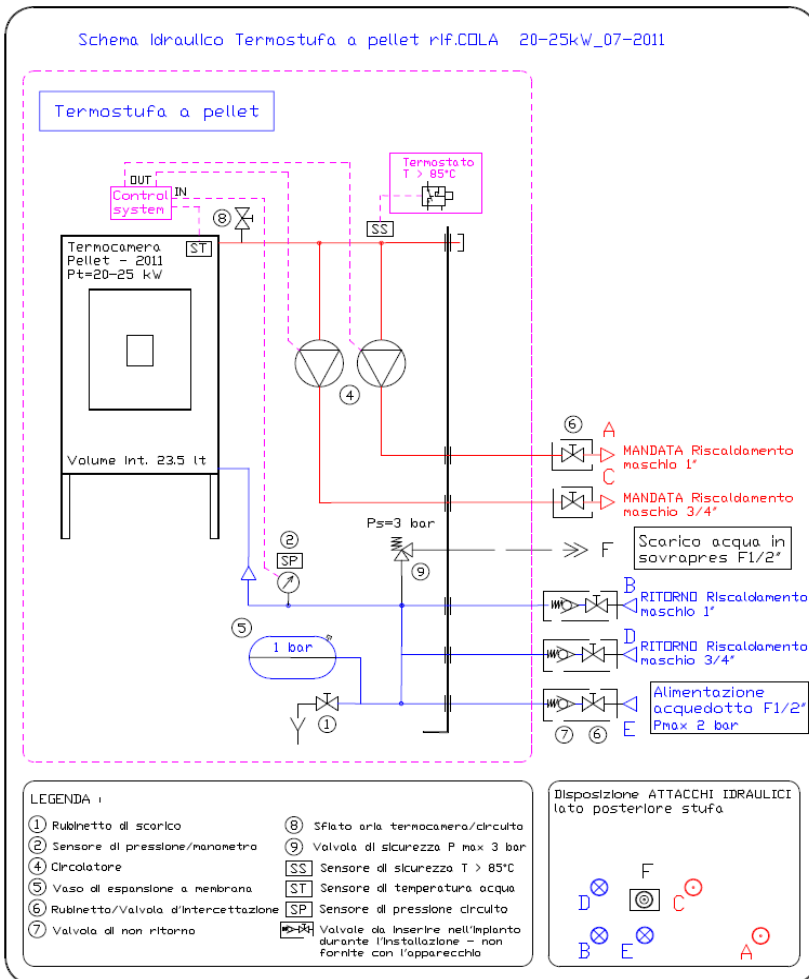 Schema Idraulico Termostufa a pellet rif.COLA 20-25kW_07-2011
Termostufa a pellet
Termostato
T > 85°C
OUT
IN
Control
system
8
SS
Termocamera
Pellet - 2011
Pt=20-25 kW
ST
4
6
A
MANDATA Riscaldamento
maschio 1"
C
MANDATA Riscaldamento
maschio 3/4"
Volume Int. 23.5 lt
Ps=3 bar
2
SP
9
F
Scarico acqua in
sovrapres F1/2"
B
RITORNO Riscaldamento
maschio 1"
5
1 bar
D
RITORNO Riscaldamento
maschio 3/4"
1
7
6
E
Alimentazione
acquedotto F1/2"
Pmax 2 bar
LEGENDA :
1 Rubinetto di scarico
2 Sensore di pressione/manometro
4 Circolatore
5 Vaso di espansione a membrana
6 Rubinetto/Valvola d'intercettazione
7 Valvola di non ritorno
8 Sfiato aria termocamera/circuito
9 Valvola di sicurezza P max 3 bar
SS Sensore di sicurezza T > 85°C
ST Sensore di temperatura acqua
SP Sensore di pressione circuito
Valvole da inserire nell'impianto
durante l'installazione - non
fornite con l'apparecchio
Disposizione ATTACCHI IDRAULICI
lato posteriore stufa
F
D
C
B
E
A